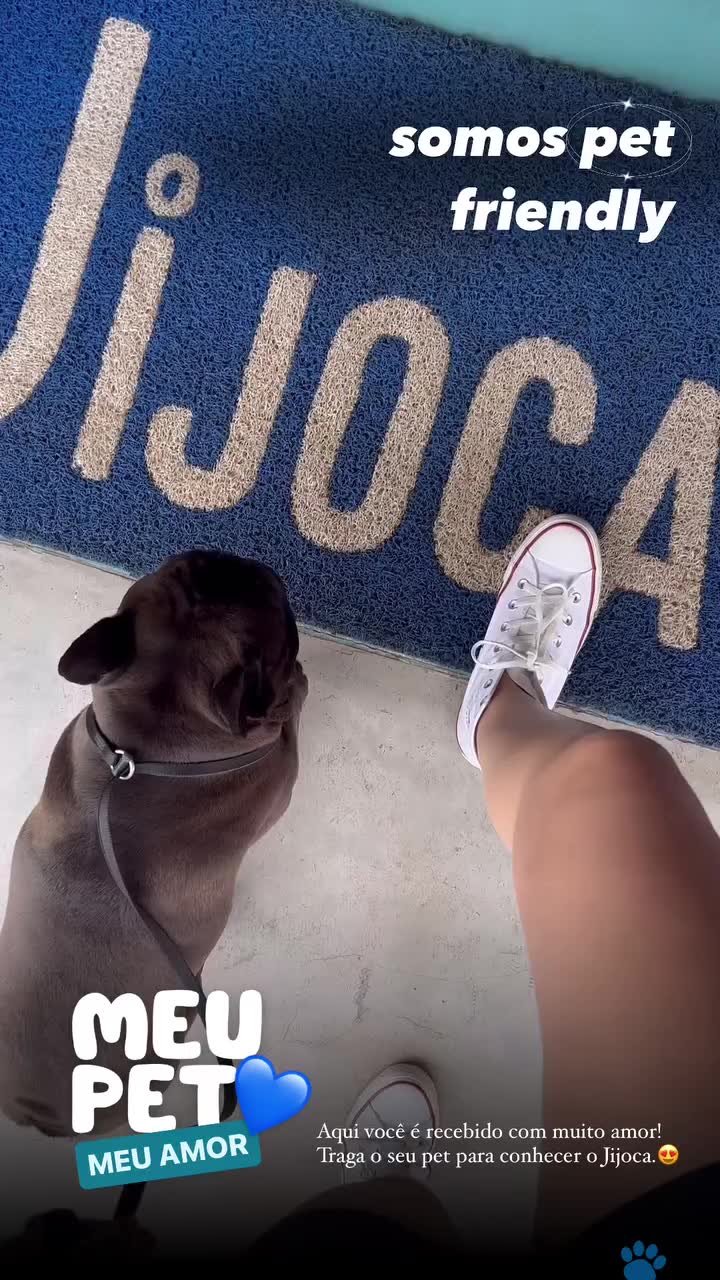 somos pet
friendly
Jijoca
MEU
PET
MEU AMOR
Aqui você é recebido com muito amor!
Traga o seu pet para conhecer o Jijoca.😍